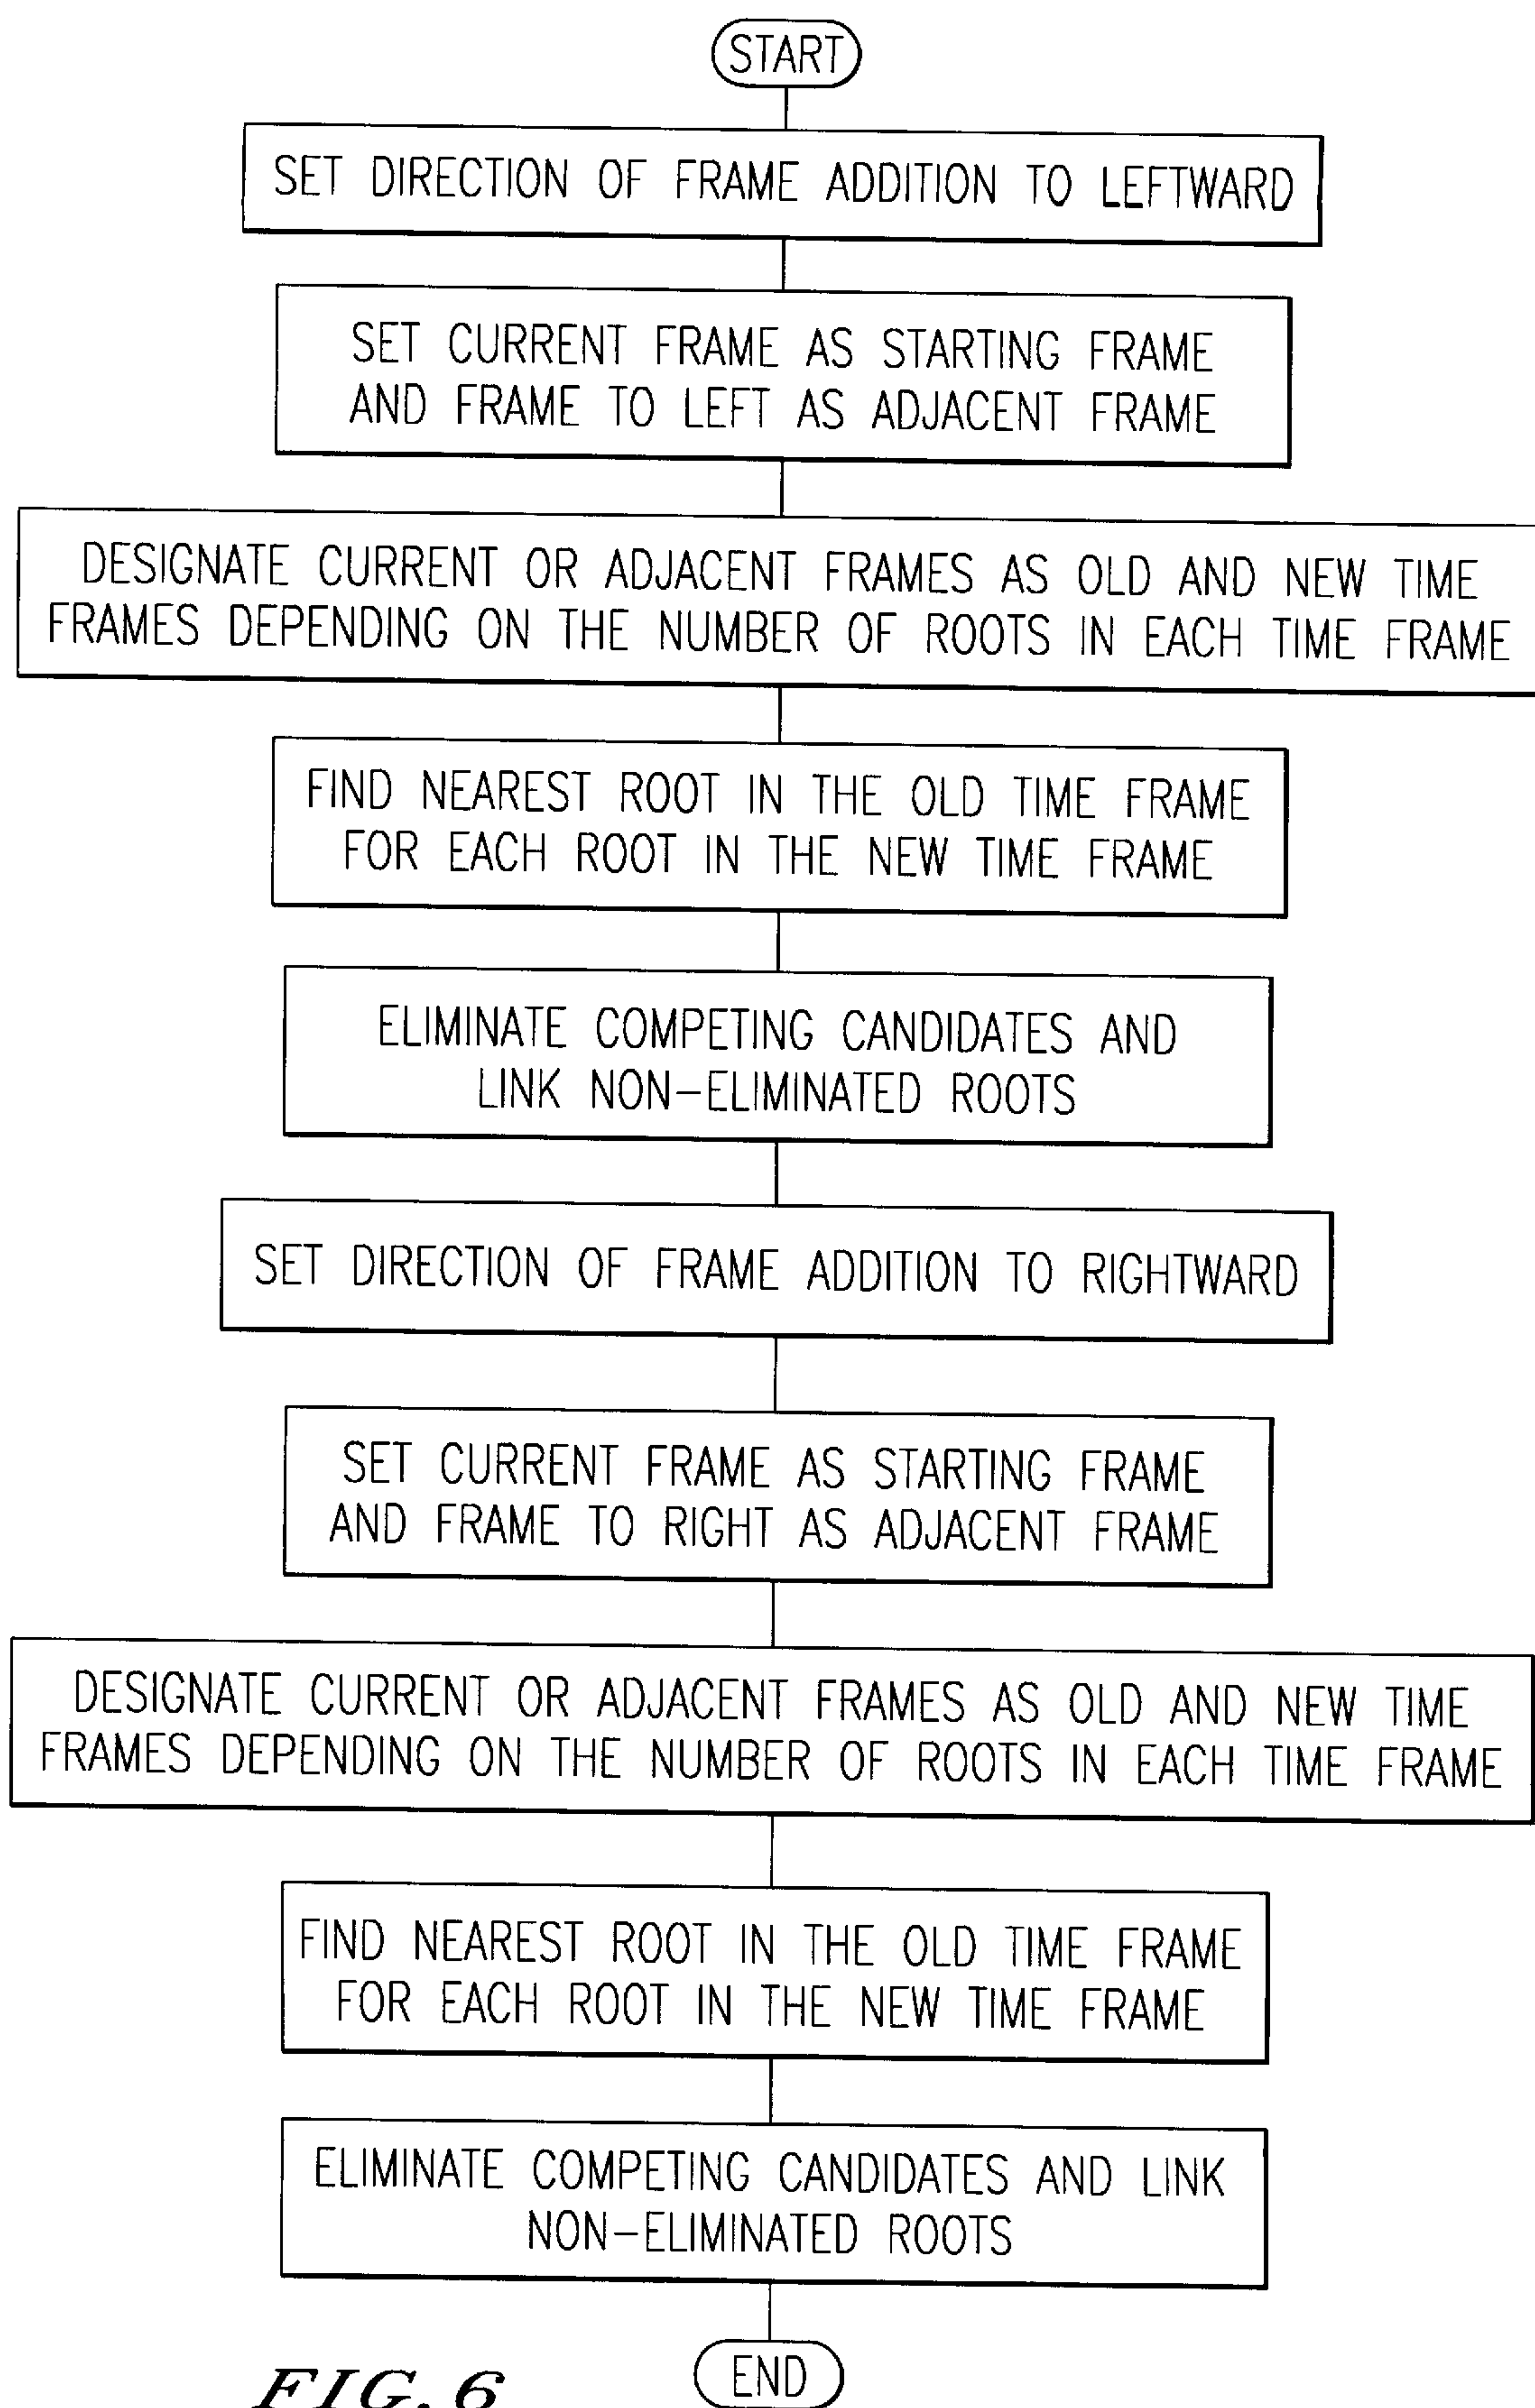 START
SET DIRECTION OF FRAME ADDITION TO LEFTWARD
SET CURRENT FRAME AS STARTING FRAME
AND FRAME TO LEFT AS ADJACENT FRAME
DESIGNATE CURRENT OR ADJACENT FRAMES AS OLD AND NEW TIME
FRAMES DEPENDING ON THE NUMBER OF ROOTS IN EACH TIME FRAME
FIND NEAREST ROOT IN THE OLD TIME FRAME
FOR EACH ROOT IN THE NEW TIME FRAME
ELIMINATE COMPETING CANDIDATES AND
LINK NON-ELIMINATED ROOTS
SET DIRECTION OF FRAME ADDITION TO RIGHTWARD
SET CURRENT FRAME AS STARTING FRAME
AND FRAME TO RIGHT AS ADJACENT FRAME
DESIGNATE CURRENT OR ADJACENT FRAMES AS OLD AND NEW TIME
FRAMES DEPENDING ON THE NUMBER OF ROOTS IN EACH TIME FRAME
FIND NEAREST ROOT IN THE OLD TIME FRAME
FOR EACH ROOT IN THE NEW TIME FRAME
ELIMINATE COMPETING CANDIDATES AND LINK
NON-ELIMINATED ROOTS
END
FIG. 6